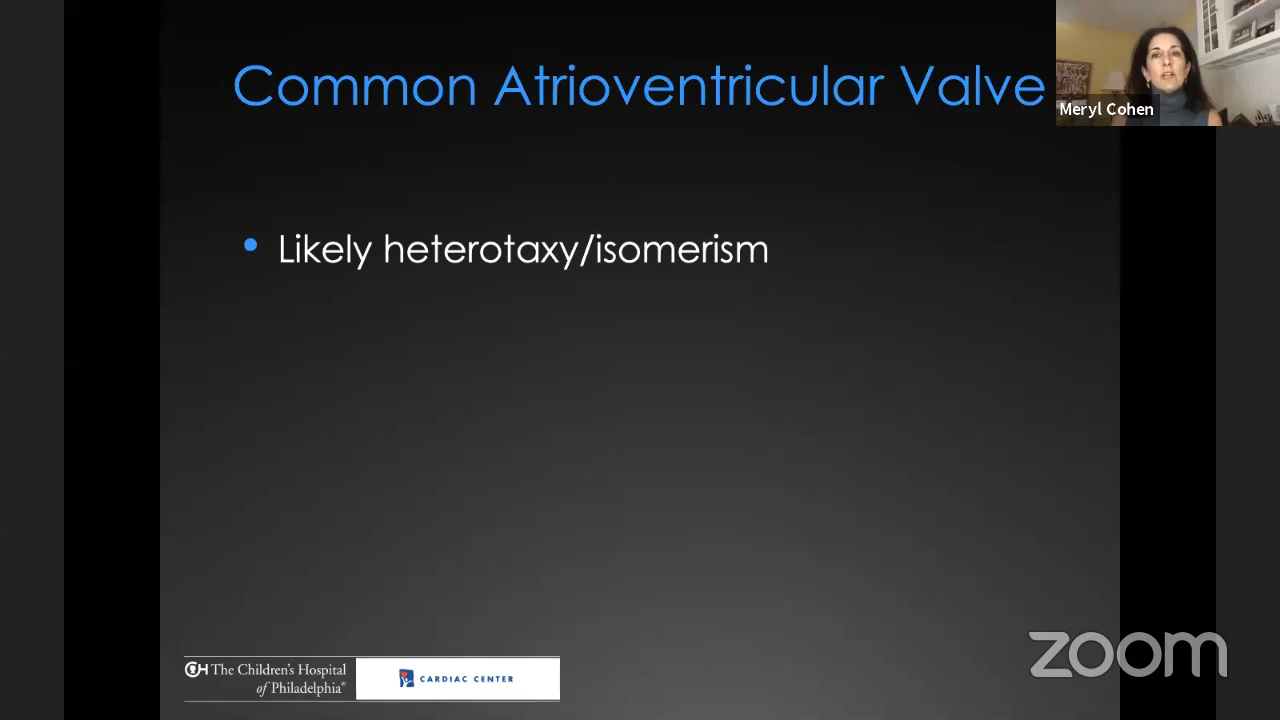 Common Atrioventricular Valve
Meryl Cohen
• Likely heterotaxy/isomerism
The Children's Hospital
of Philadelphia®
CARDIAC CENTER
zoom